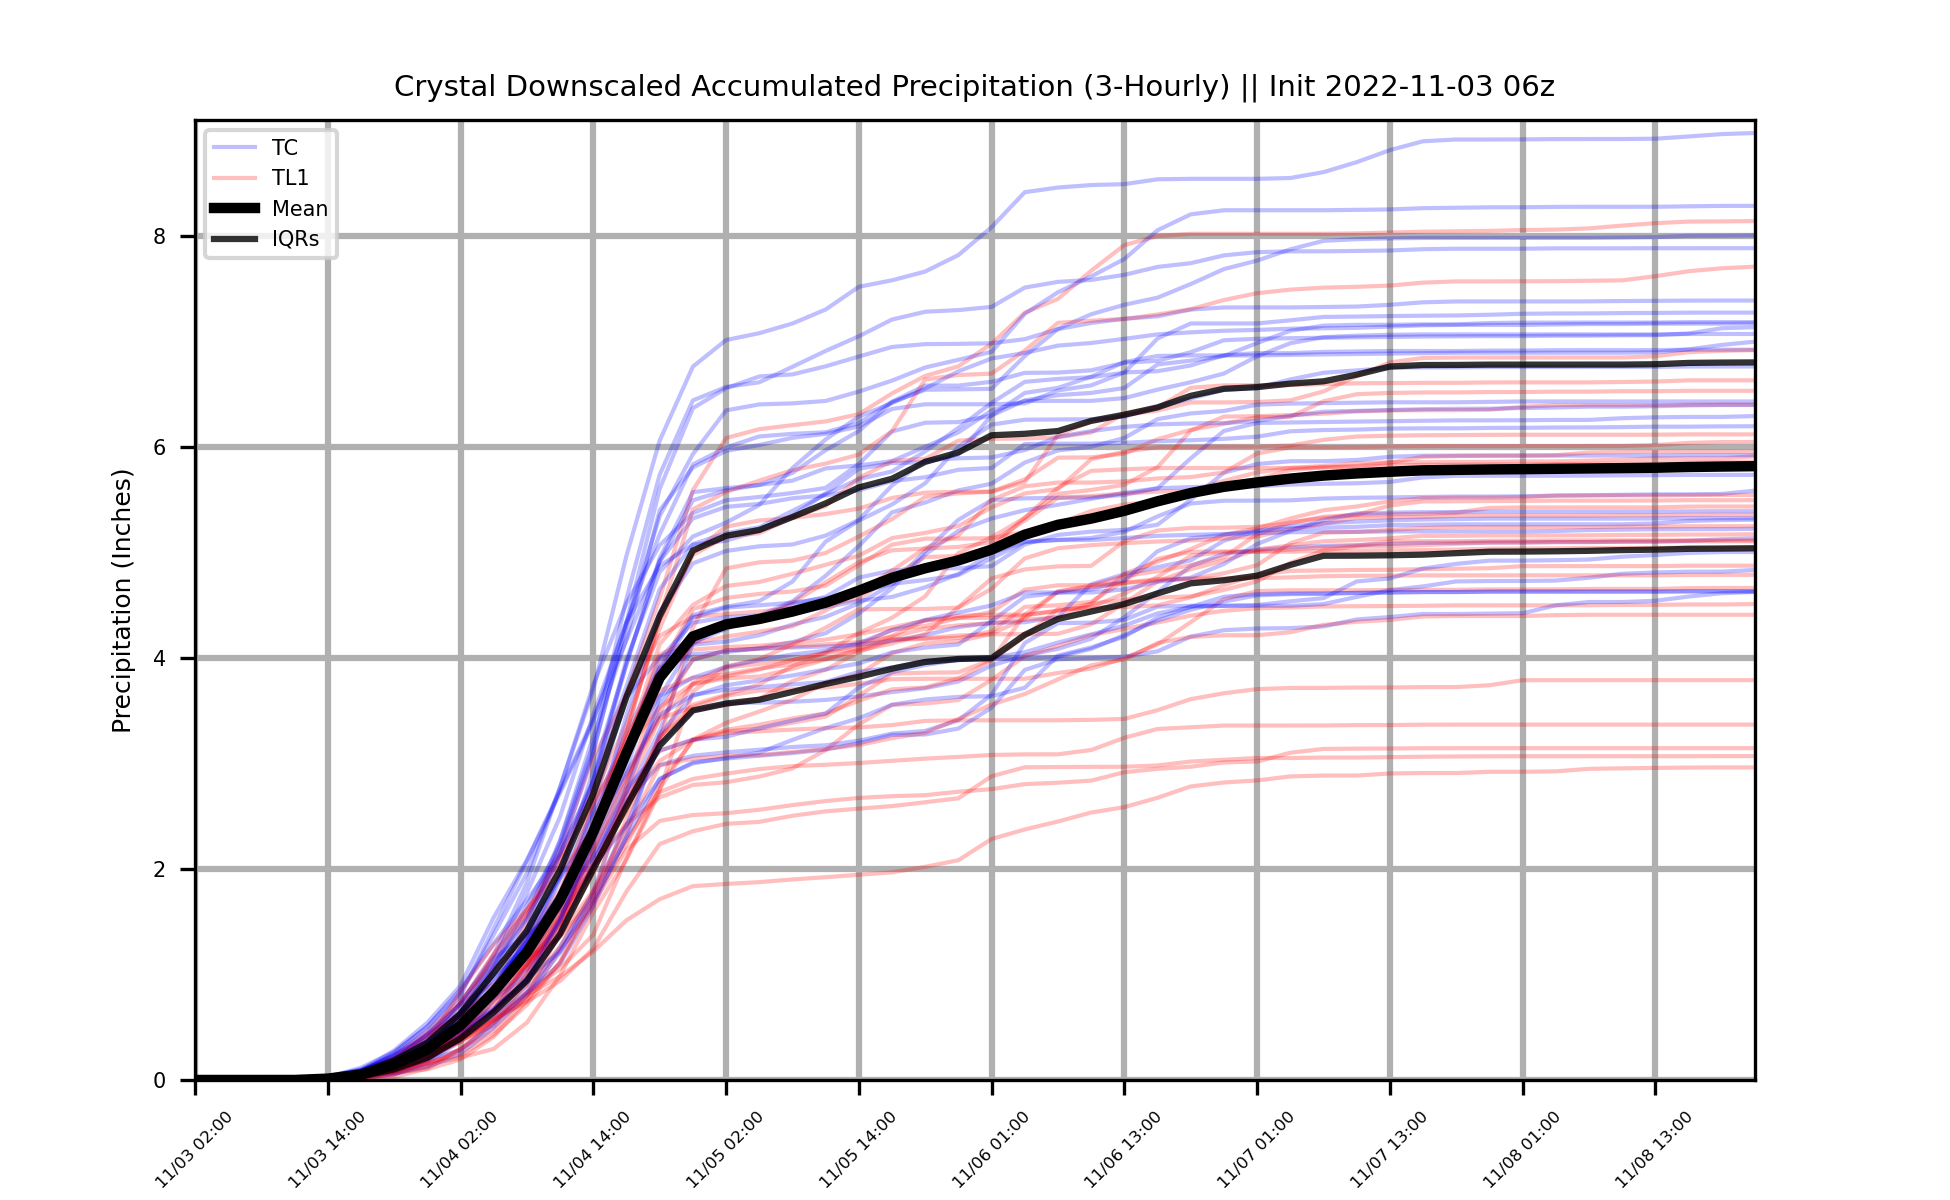 Crystal Downscaled Accumulated Precipitation (3-Hourly) || Init 2022-11-03 06z
TC
TL1
Mean
IQRs
Precipitation (Inches)
8
6
4
2
0
11/03 02:00
11/03 14:00
11/04 02:00
11/04 14:00
11/05 02:00
11/05 14:00
11/06 01:00
11/06 13:00
11/07 01:00
11/07 13:00
11/08 01:00
11/08 13:00